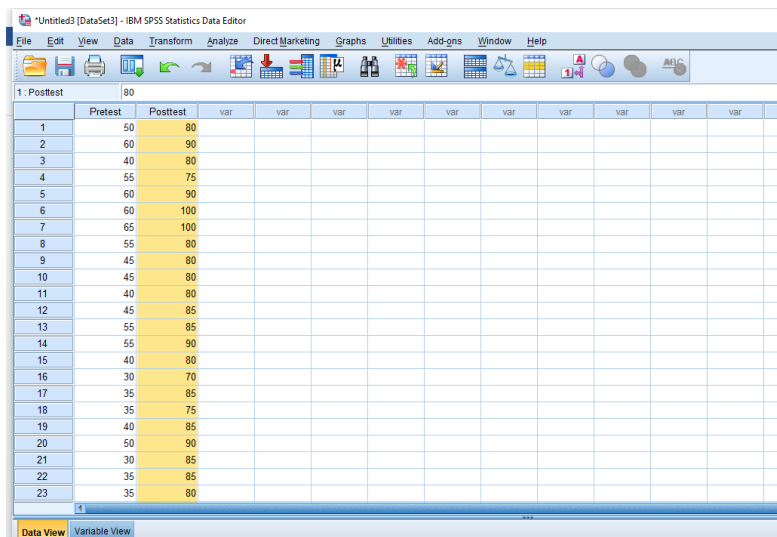 *Untitled3 [DataSet3] - IBM SPSS Statistics Data Editor
File Edit View Data Transform Analyze Direct Marketing Graphs Utilities Add-ons Window Help
1 : Posttest 80
Pretest Posttest var var var var var var var var
1 50 80
2 60 90
3 40 80
4 55 75
5 60 90
6 60 100
7 65 100
8 55 80
9 45 80
10 45 80
11 40 80
12 45 85
13 55 85
14 55 90
15 40 80
16 30 70
17 35 85
18 35 75
19 40 85
20 50 90
21 30 85
22 35 85
23 35 80
Data View Variable View